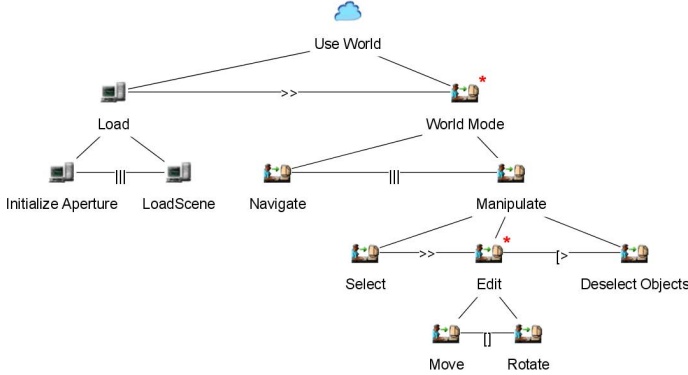 Use World
>>
*
Load
World Mode
|||
|||
Initialize Aperture
LoadScene
Navigate
Manipulate
>>
*
[>
Select
Edit
Deselect Objects
[]
Move
Rotate